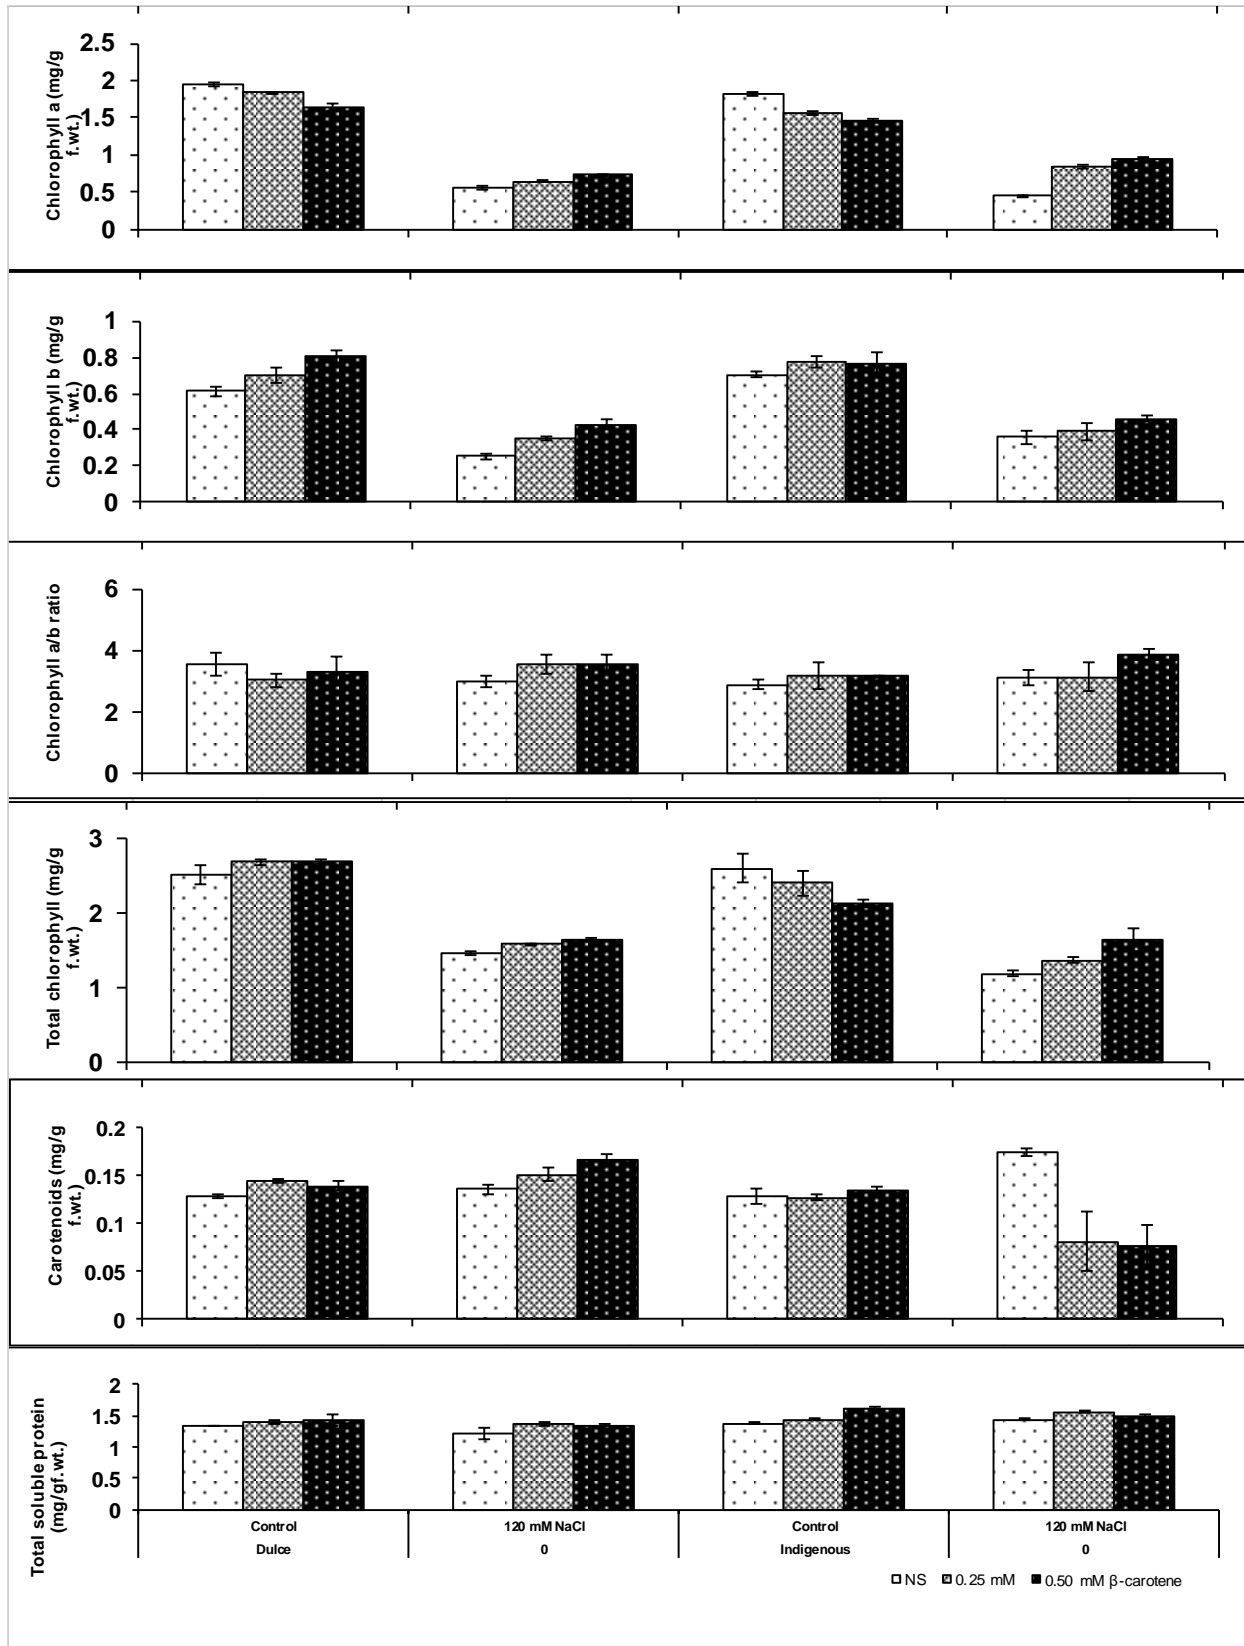 Chlorophyll a (mg/g
f.wt.)
2.5
2
1.5
1
0.5
0
Chlorophyll b (mg/g
f.wt.)
1
0.8
0.6
0.4
0.2
0
Chlorophyll a/b ratio
6
4
2
0
Total chlorophyll (mg/g
f.wt.)
3
2
1
0
Carotenoids (mg/g
f.wt.)
0.2
0.15
0.1
0.05
0
Total soluble protein
(mg/gf.wt.)
2
1.5
1
0.5
0
Control 120 mM NaCl Control 120 mM NaCl
Dulce 0 Indigenous 0
NS 0.25 mM 0.50 mM β-carotene